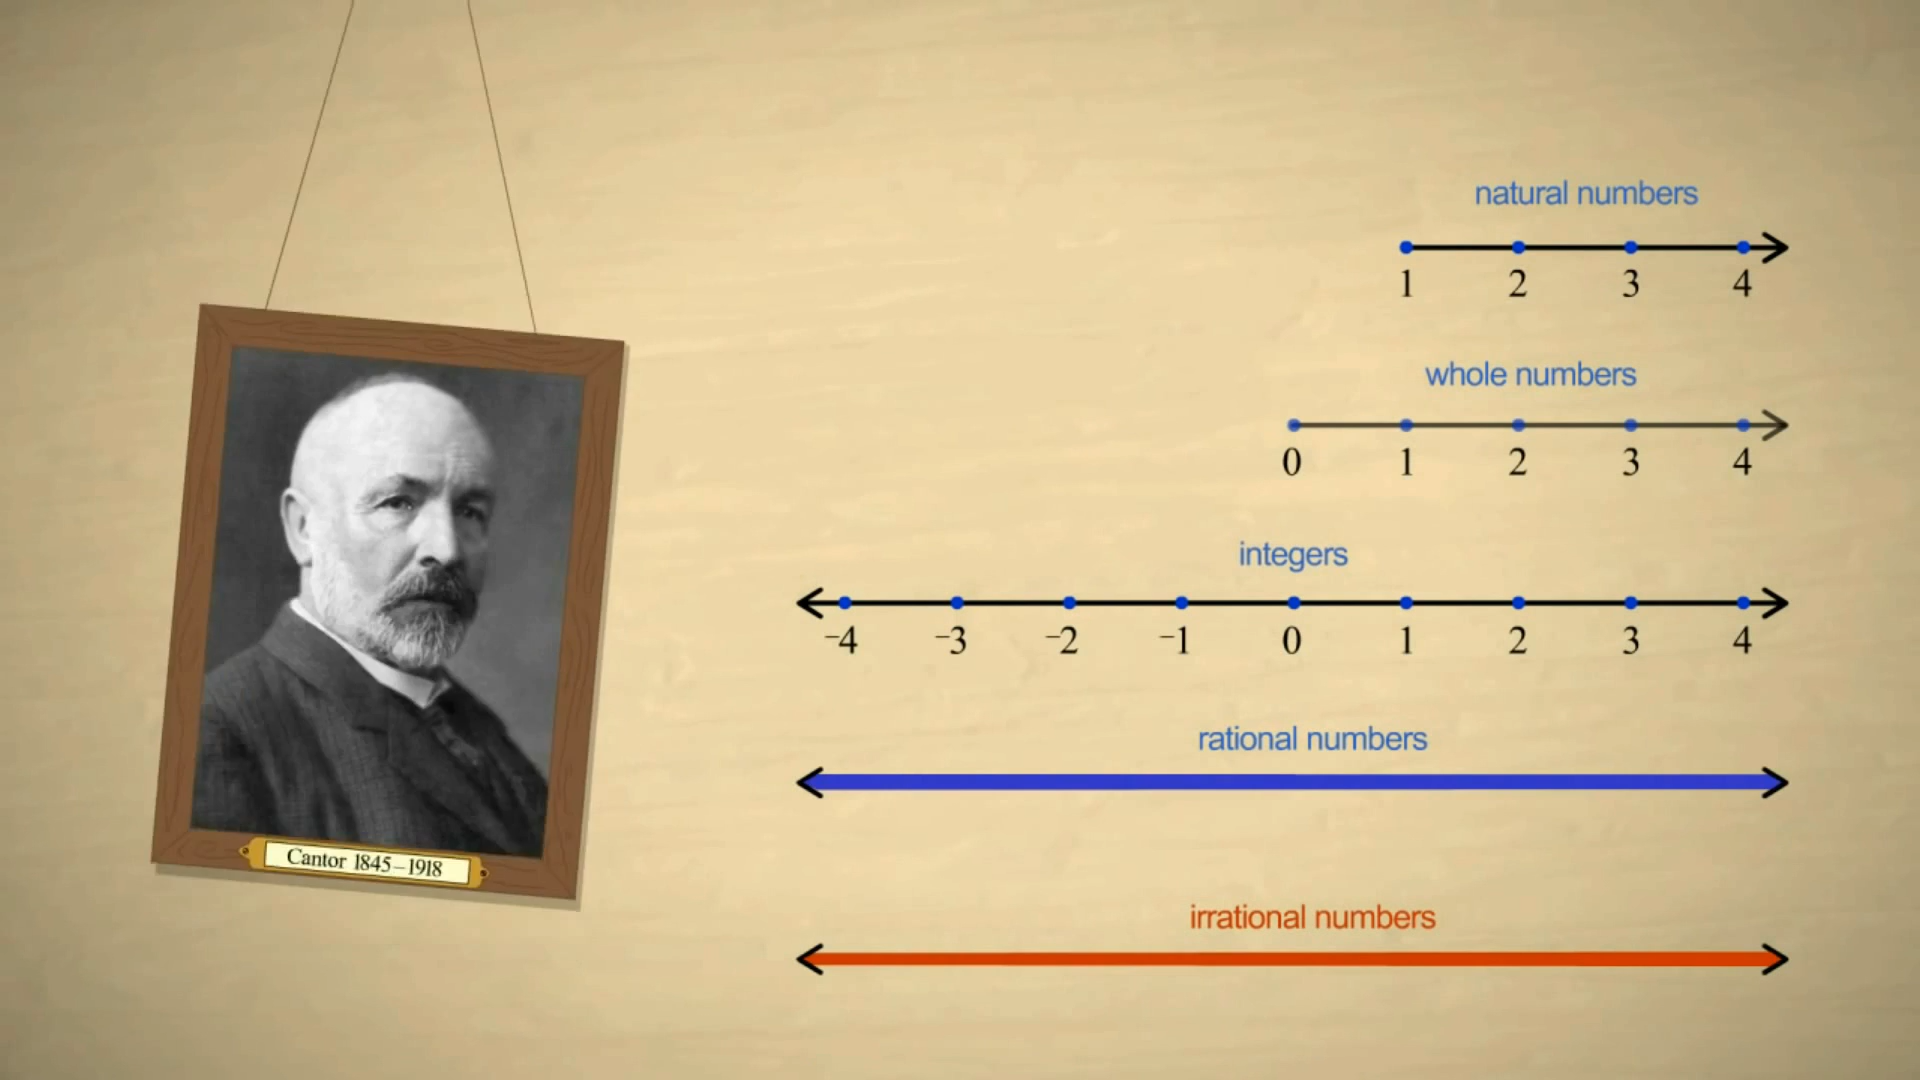 natural numbers
1 2 3 4
whole numbers
0 1 2 3 4
integers
−4 −3 −2 −1 0 1 2 3 4
rational numbers
Cantor 1845–1918
irrational numbers